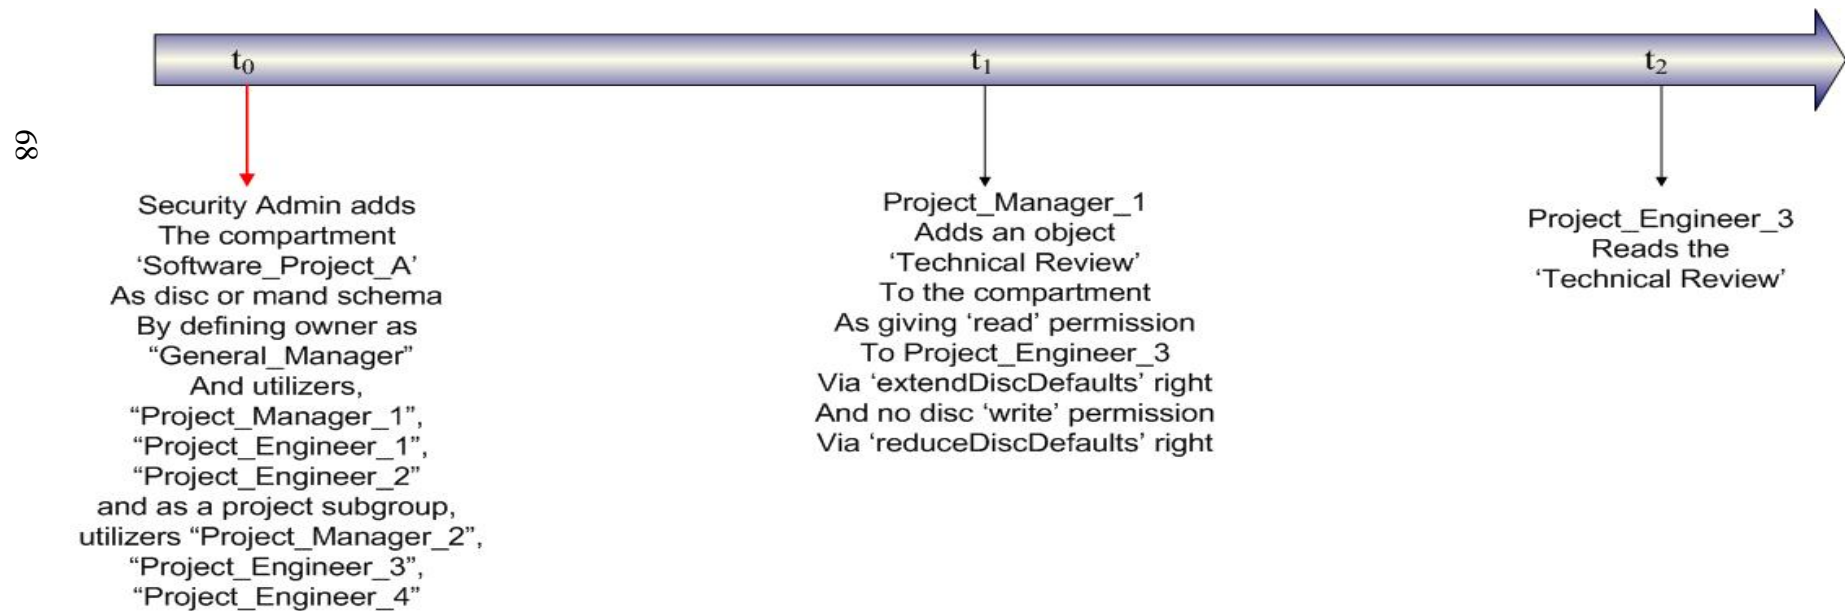 t0
t1
t2
68
Security Admin adds
The compartment
‘Software_Project_A’
As disc or mand schema
By defining owner as
“General_Manager”
And utilizers,
“Project_Manager_1”,
“Project_Engineer_1”,
“Project_Engineer_2”
and as a project subgroup,
utilizers “Project_Manager_2”,
“Project_Engineer_3”,
“Project_Engineer_4”
Project_Manager_1
Adds an object
‘Technical Review’
To the compartment
As giving ‘read’ permission
To Project_Engineer_3
Via ‘extendDiscDefaults’ right
And no disc ‘write’ permission
Via ‘reduceDiscDefaults’ right
Project_Engineer_3
Reads the
‘Technical Review’